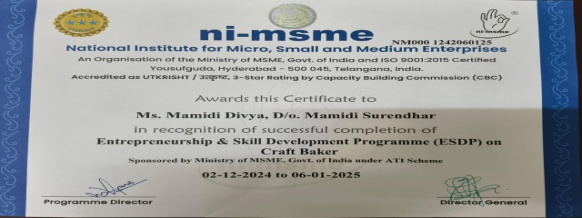 ni-msme
ni-msme
NM000 1242060125
National Institute for Micro, Small and Medium Enterprises
An Organisation of the Ministry of MSME, Govt. of India and ISO 9001:2015 Certified
Yousufguda, Hyderabad - 500 045, Telangana, India.
Accredited as UTKRISHT / उत्कृष्ट, 3-Star Rating by Capacity Building Commission (CBC)
Awards this Certificate to
Ms. Mamidi Divya, D/o. Mamidi Surendhar
in recognition of successful completion of
Entrepreneurship & Skill Development Programme (ESDP) on
Craft Baker
Sponsored by Ministry of MSME, Govt. of India under ATI Scheme
02-12-2024 to 06-01-2025
Programme Director
Director General